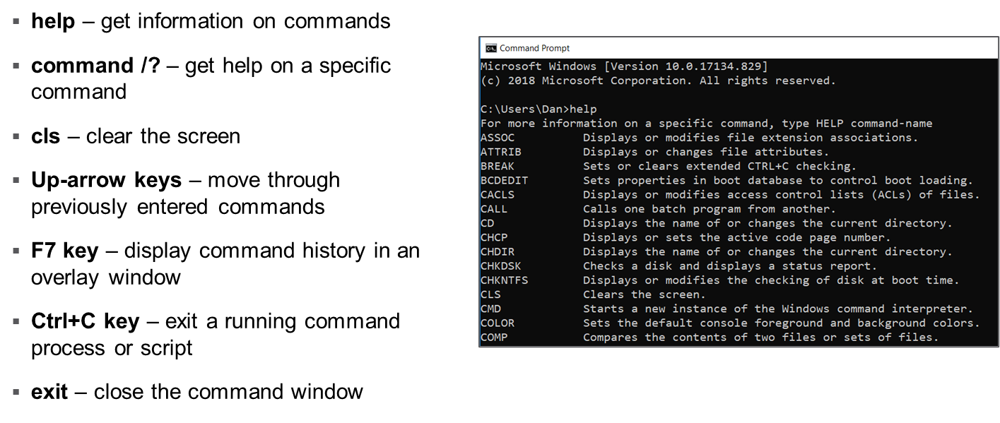 ▪ help – get information on commands
▪ command /? – get help on a specific
command
▪ cls – clear the screen
▪ Up-arrow keys – move through
previously entered commands
▪ F7 key – display command history in an
overlay window
▪ Ctrl+C key – exit a running command
process or script
▪ exit – close the command window
C:\. Command Prompt
Microsoft Windows [Version 10.0.17134.829]
(c) 2018 Microsoft Corporation. All rights reserved.

C:\Users\Dan>help
For more information on a specific command, type HELP command-name
ASSOC          Displays or modifies file extension associations.
ATTRIB         Displays or changes file attributes.
BREAK          Sets or clears extended CTRL+C checking.
BCDEDIT        Sets properties in boot database to control boot loading.
CACLS          Displays or modifies access control lists (ACLs) of files.
CALL           Calls one batch program from another.
CD             Displays the name of or changes the current directory.
CHCP           Displays or sets the active code page number.
CHDIR          Displays the name of or changes the current directory.
CHKDSK         Checks a disk and displays a status report.
CHKNTFS        Displays or modifies the checking of disk at boot time.
CLS            Clears the screen.
CMD            Starts a new instance of the Windows command interpreter.
COLOR          Sets the default console foreground and background colors.
COMP           Compares the contents of two files or sets of files.